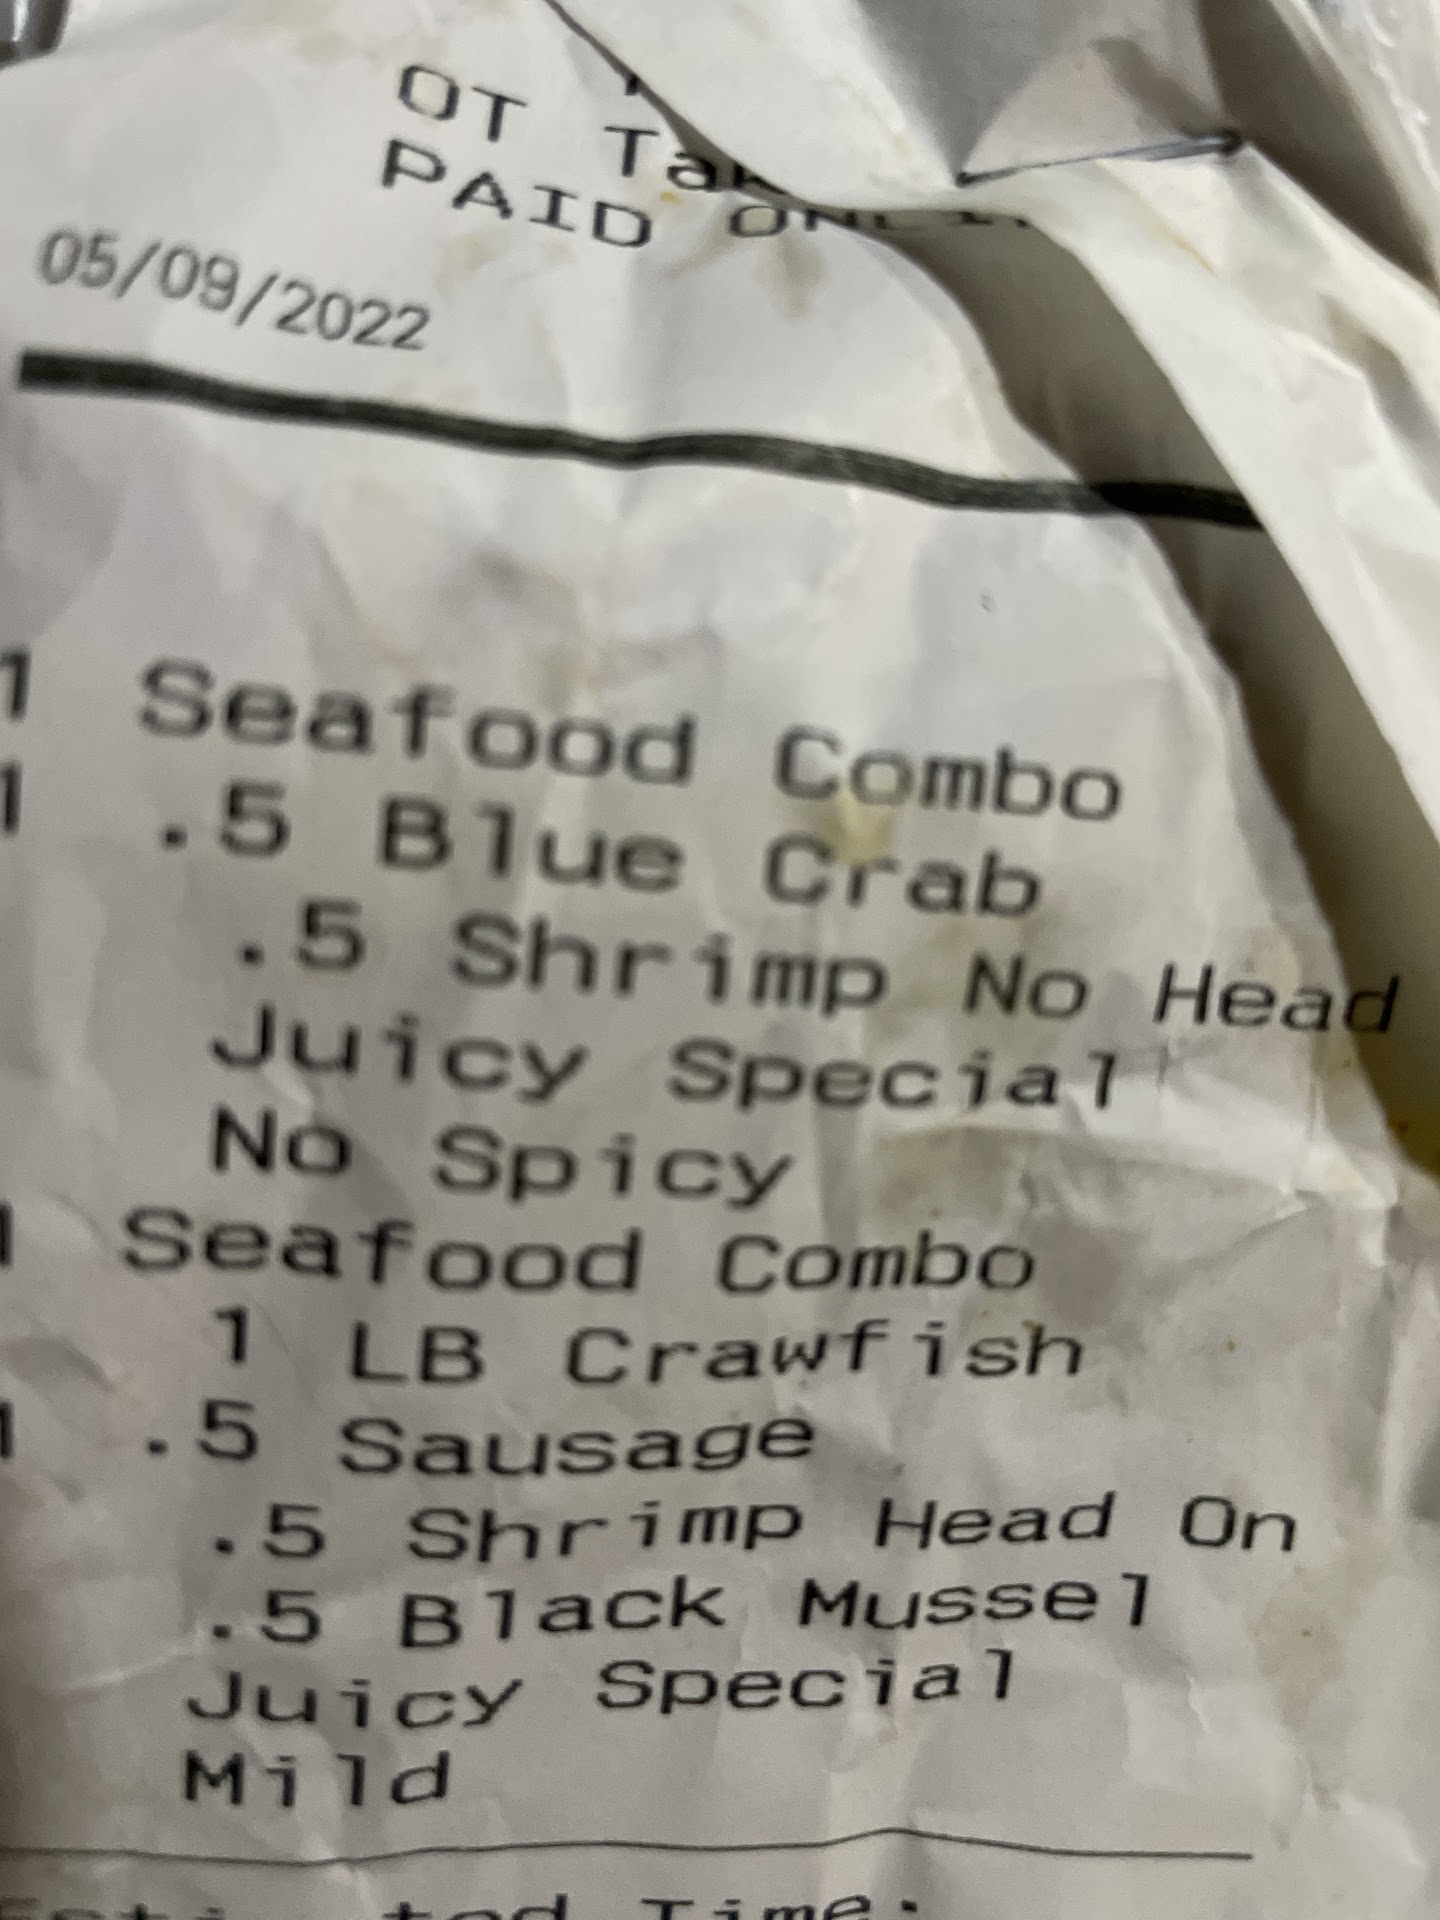 OT
PAID
05/09/2022
1 Seafood Combo
1 .5 Blue Crab
.5 Shrimp No Head
Juicy Special
No Spicy
1 Seafood Combo
1 LB Crawfish
1 .5 Sausage
.5 Shrimp Head On
.5 Black Mussel
Juicy Special
Mild
Time: